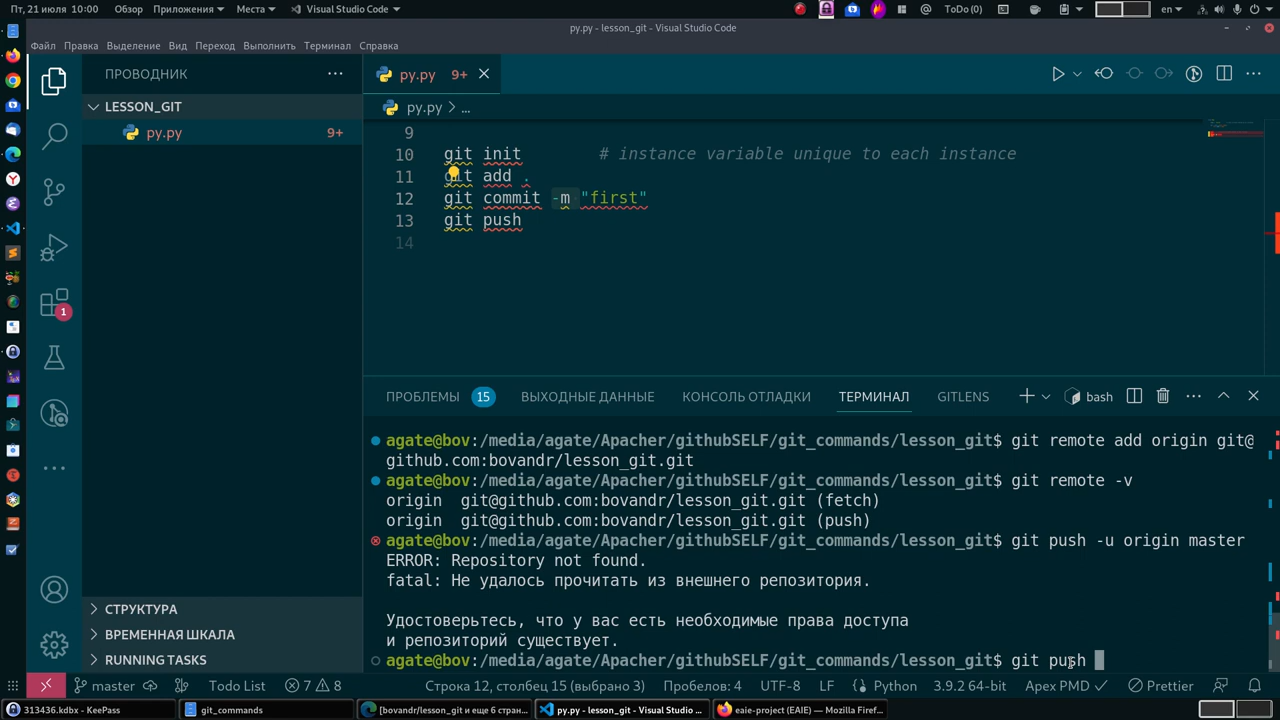 Пт, 21 июля 10:00 Обзор Приложения Места Visual Studio Code ToDo (0) en
py.py - lesson_git - Visual Studio Code
Файл Правка Выделение Вид Переход Выполнить Терминал Справка
ПРОВОДНИК
py.py 9+
LESSON_GIT
py.py > ...
py.py 9+
9
10 git init # instance variable unique to each instance
11 git add .
12 git commit -m "first"
13 git push
14
1
ПРОБЛЕМЫ 15 ВЫХОДНЫЕ ДАННЫЕ КОНСОЛЬ ОТЛАДКИ ТЕРМИНАЛ GITLENS bash
agate@bov:/media/agate/Apacher/githubSELF/git_commands/lesson_git$ git remote add origin git@
github.com:bovandr/lesson_git.git
agate@bov:/media/agate/Apacher/githubSELF/git_commands/lesson_git$ git remote -v
origin git@github.com:bovandr/lesson_git.git (fetch)
origin git@github.com:bovandr/lesson_git.git (push)
agate@bov:/media/agate/Apacher/githubSELF/git_commands/lesson_git$ git push -u origin master
ERROR: Repository not found.
fatal: Не удалось прочитать из внешнего репозитория.
Удостоверьтесь, что у вас есть необходимые права доступа
и репозиторий существует.
agate@bov:/media/agate/Apacher/githubSELF/git_commands/lesson_git$ git push
СТРУКТУРА
ВРЕМЕННАЯ ШКАЛА
RUNNING TASKS
master Todo List 7 8 Строка 12, столбец 15 (выбрано 3) Пробелов: 4 UTF-8 LF Python 3.9.2 64-bit Apex PMD Prettier
313436.kdbx - KeePass git_commands [bovandr/lesson_git и еще 6 стран... py.py - lesson_git - Visual Studio ... eaie-project (EAIE) — Mozilla Firef...